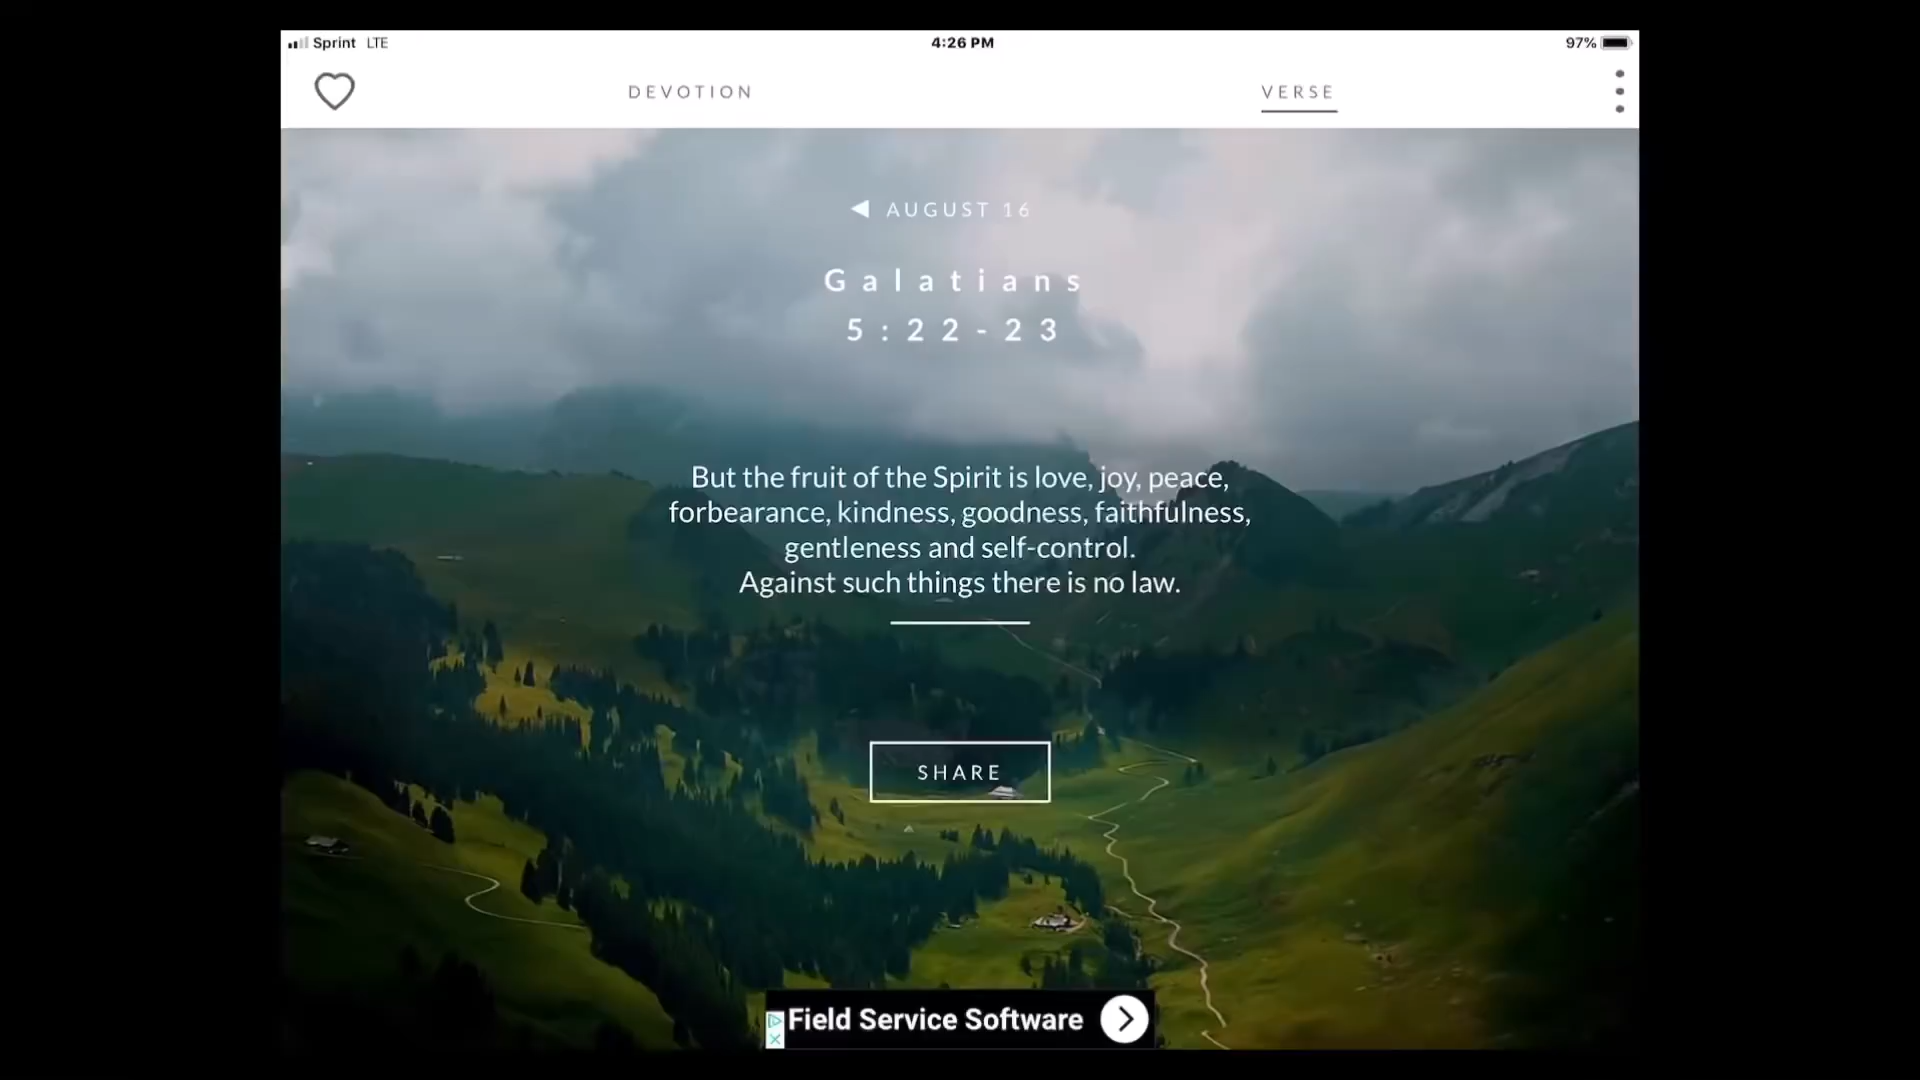 Sprint LTE
4:26 PM
97%
DEVOTION
VERSE
AUGUST 16
Galatians
5:22-23
But the fruit of the Spirit is love, joy, peace,
forbearance, kindness, goodness, faithfulness,
gentleness and self-control.
Against such things there is no law.
SHARE
Field Service Software